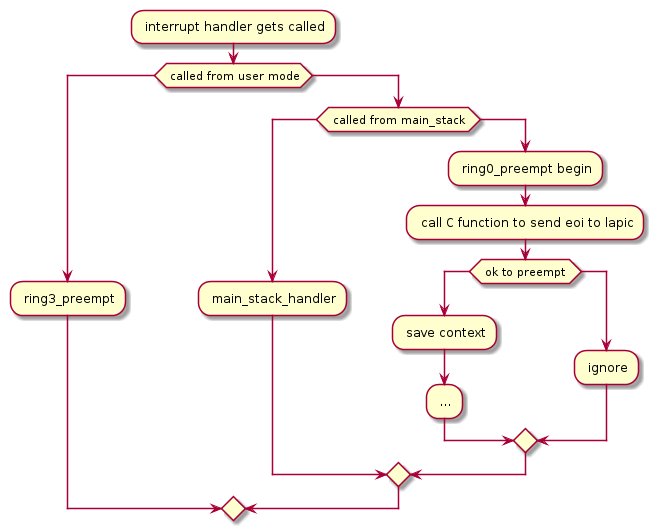 interrupt handler gets called
called from user mode
called from main_stack
ring0_preempt begin
call C function to send eoi to lapic
ok to preempt
ring3_preempt
main_stack_handler
save context
ignore
...